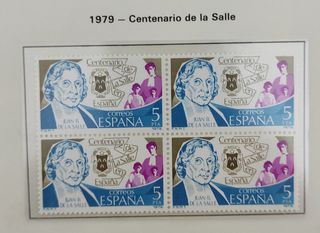 1979 — Centenario de la Salle
Centenario
de
la Salle en
España
JUAN B.
DE LA SALLE
CORREOS
ESPAÑA
5
PTA
Centenario
de
la Salle en
España
JUAN B.
DE LA SALLE
CORREOS
ESPAÑA
5
PTA
Centenario
de
la Salle en
España
JUAN B.
DE LA SALLE
CORREOS
ESPAÑA
5
PTA
Centenario
de
la Salle en
España
JUAN B.
DE LA SALLE
CORREOS
ESPAÑA
5
PTA